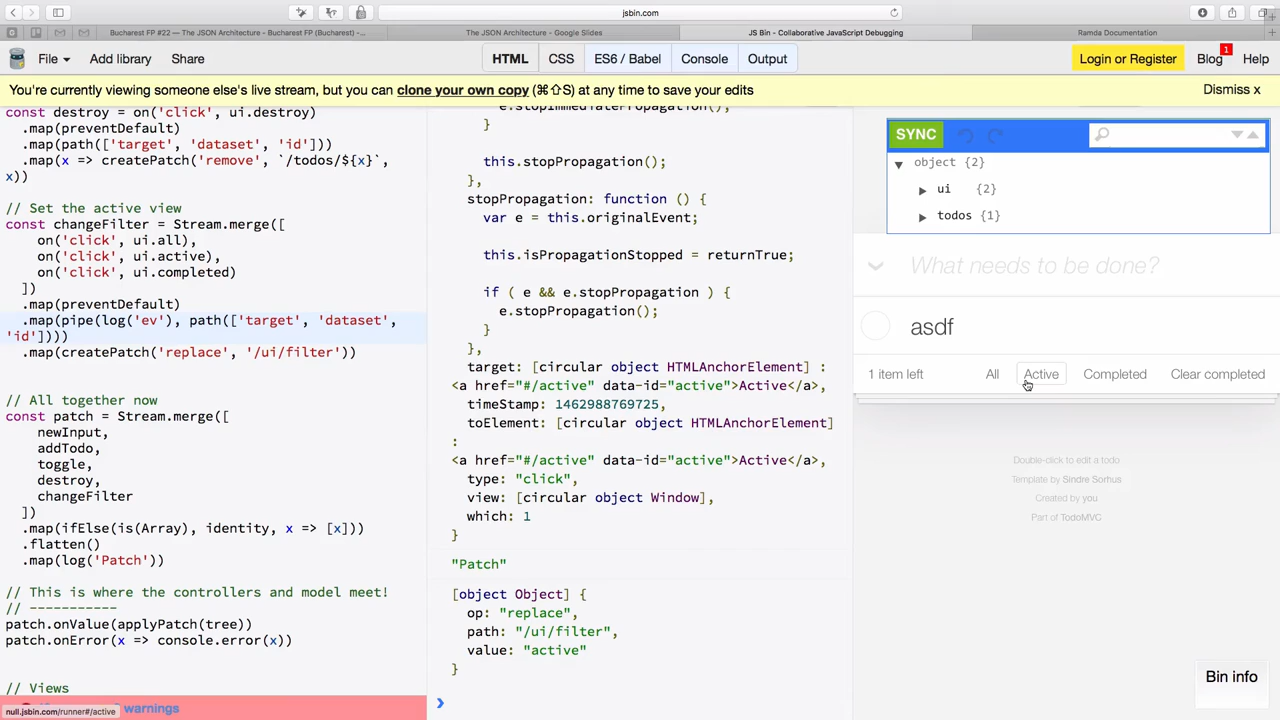 jsbin.com
Bucharest FP #22 — The JSON Architecture - Bucharest FP (Bucharest) -...
The JSON Architecture - Google Slides
JS Bin - Collaborative JavaScript Debugging
Ramda Documentation
File
Add library
Share
HTML
CSS
ES6 / Babel
Console
Output
Login or Register
Blog
1
Help
You're currently viewing someone else's live stream, but you can clone your own copy (⌘⇧S) at any time to save your edits
Dismiss x
const destroy = on('click', ui.destroy)
.map(preventDefault)
.map(path(['target', 'dataset', 'id']))
.map(x => createPatch('remove', `/todos/${x}`,
x))
// Set the active view
const changeFilter = Stream.merge([
on('click', ui.all),
on('click', ui.active),
on('click', ui.completed)
])
.map(preventDefault)
.map(pipe(log('ev'), path(['target', 'dataset',
'id'])))
.map(createPatch('replace', '/ui/filter'))
// All together now
const patch = Stream.merge([
newInput,
addTodo,
toggle,
destroy,
changeFilter
])
.map(ifElse(is(Array), identity, x => [x]))
.flatten()
.map(log('Patch'))
// This is where the controllers and model meet!
// -----------
patch.onValue(applyPatch(tree))
patch.onError(x => console.error(x))
// Views
null.jsbin.com/runner#/active
warnings
e.stopImmediatePropagation();
}
this.stopPropagation();
},
stopPropagation: function () {
var e = this.originalEvent;
this.isPropagationStopped = returnTrue;
if ( e && e.stopPropagation ) {
e.stopPropagation();
}
},
target: [circular object HTMLAnchorElement] :
<a href="#/active" data-id="active">Active</a>,
timeStamp: 1462988769725,
toElement: [circular object HTMLAnchorElement]
:
<a href="#/active" data-id="active">Active</a>,
type: "click",
view: [circular object Window],
which: 1
}
"Patch"
[object Object] {
op: "replace",
path: "/ui/filter",
value: "active"
}
SYNC
object {2}
ui {2}
todos {1}
What needs to be done?
asdf
1 item left
All
Active
Completed
Clear completed
Double-click to edit a todo
Template by Sindre Sorhus
Created by you
Part of TodoMVC
Bin info